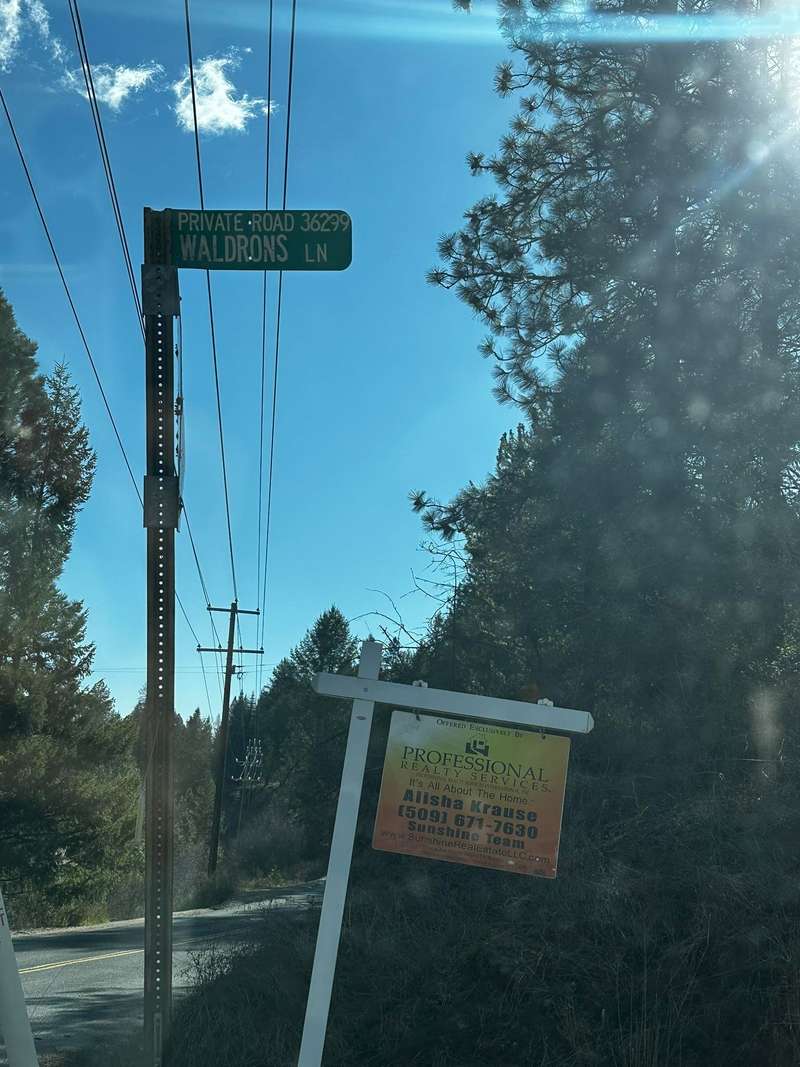 PRIVATE ROAD 36299
WALDRONS LN
OFFERED EXCLUSIVELY BY
PROFESSIONAL
REALTY SERVICES
It's All About The Home
Alisha Krause
(509) 671-7630
Sunshine Team
www.SunshineRealEstateLLC.com